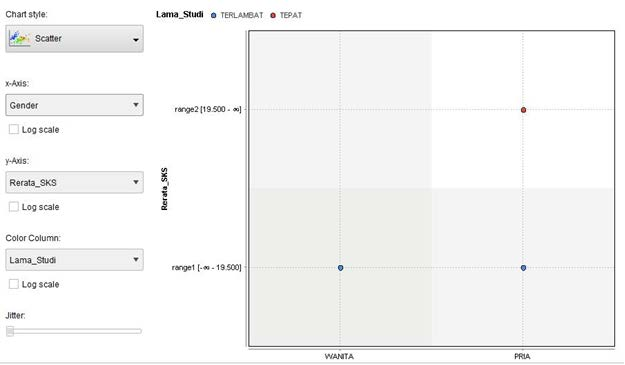 Chart style:
Scatter
x-Axis:
Gender
Log scale
y-Axis:
Rerata_SKS
Log scale
Color Column:
Lama_Studi
Log scale
Jitter:
Lama_Studi TERLAMBAT TEPAT
Rerata_SKS
range2 [19.500 - ∞]
range1 [-∞ - 19.500]
WANITA PRIA